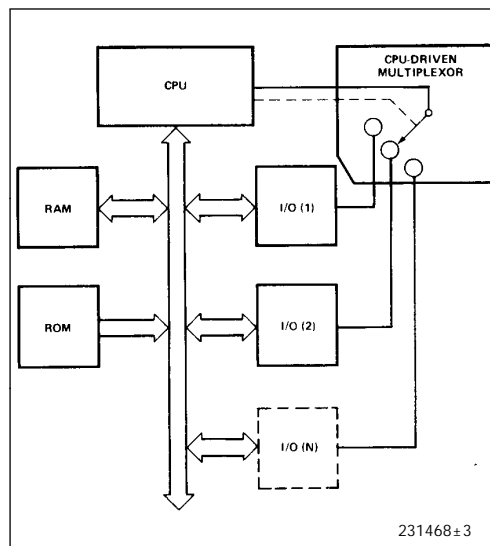 CPU-DRIVEN
MULTIPLEXOR
CPU
RAM
I/O (1)
ROM
I/O (2)
I/O (N)
231468±3